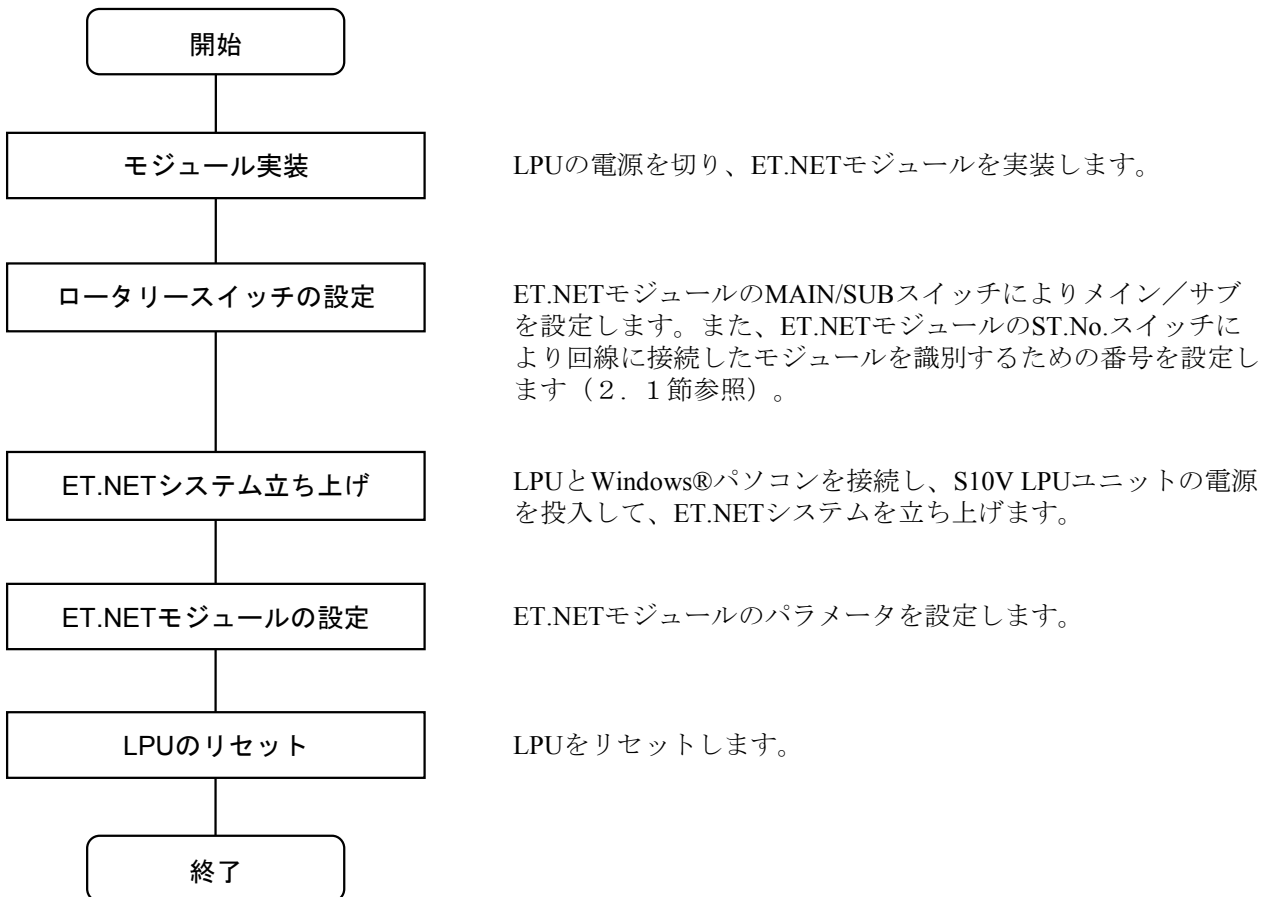 開始
モジュール実装
LPUの電源を切り、ET.NETモジュールを実装します。
ロータリースイッチの設定
ET.NETモジュールのMAIN/SUBスイッチによりメイン／サブ
を設定します。また、ET.NETモジュールのST.No.スイッチに
より回線に接続したモジュールを識別するための番号を設定し
ます（２．１節参照）。
ET.NETシステム立ち上げ
LPUとWindows®パソコンを接続し、S10V LPUユニットの電源
を投入して、ET.NETシステムを立ち上げます。
ET.NETモジュールの設定
ET.NETモジュールのパラメータを設定します。
LPUのリセット
LPUをリセットします。
終了